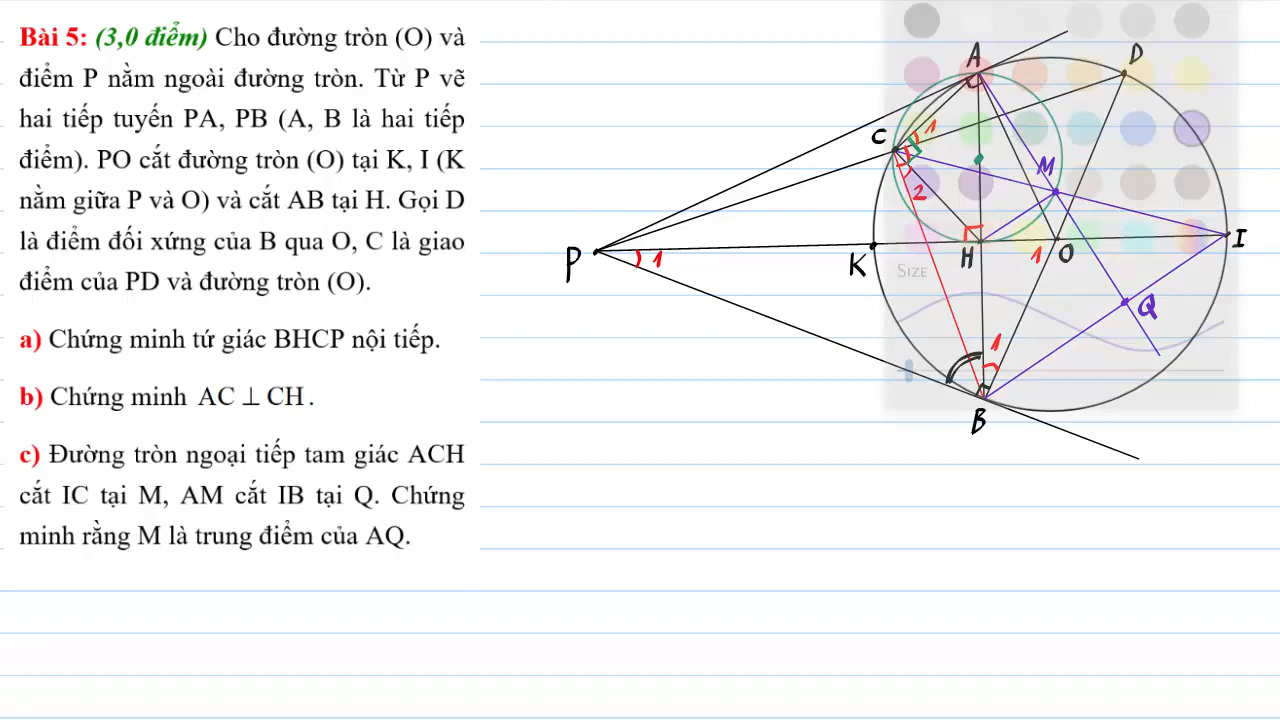 Bài 5: (3,0 điểm) Cho đường tròn (O) và
điểm P nằm ngoài đường tròn. Từ P vẽ
hai tiếp tuyến PA, PB (A, B là hai tiếp
điểm). PO cắt đường tròn (O) tại K, I (K
nằm giữa P và O) và cắt AB tại H. Gọi D
là điểm đối xứng của B qua O, C là giao
điểm của PD và đường tròn (O).
a) Chứng minh tứ giác BHCP nội tiếp.
b) Chứng minh AC ⊥ CH.
c) Đường tròn ngoại tiếp tam giác ACH
cắt IC tại M, AM cắt IB tại Q. Chứng
minh rằng M là trung điểm của AQ.
A
D
C
1
M
2
P
1
K
H
1
O
I
SIZE
Q
1
B